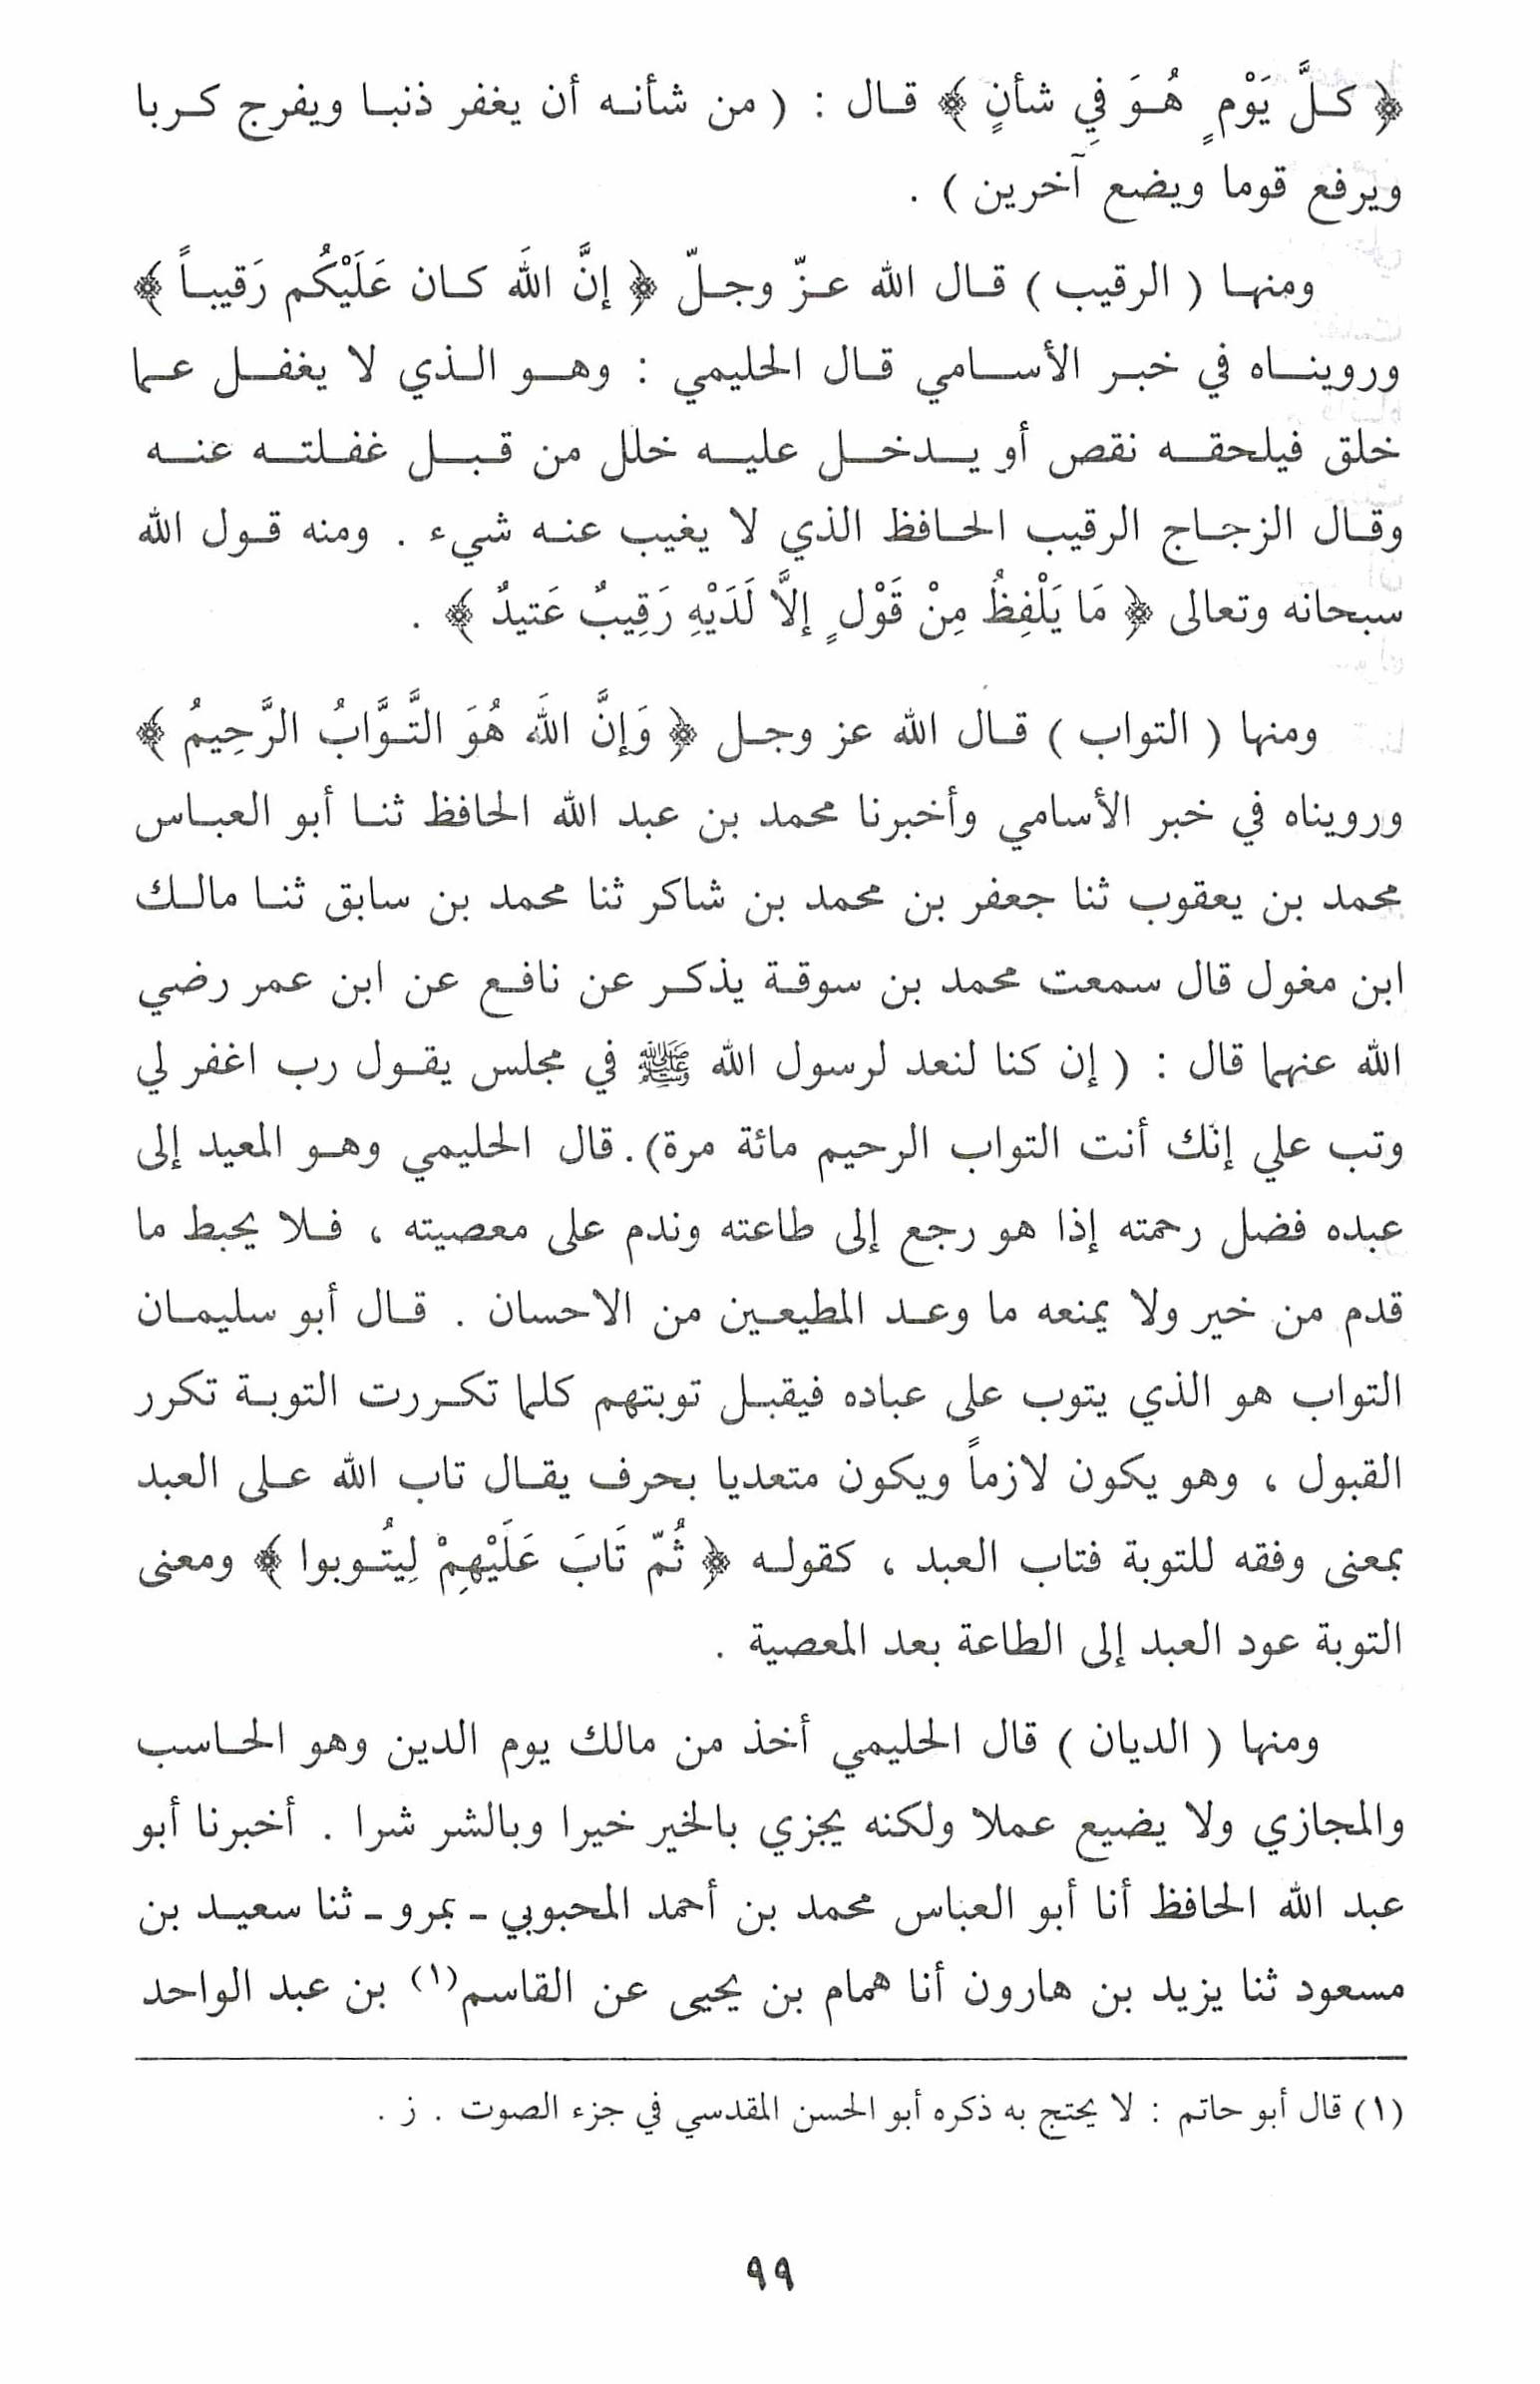 ﴿ كلَّ يَوْمٍ هُوَ فِي شأنٍ ﴾ قال : ( من شأنه أن يغفر ذنبا ويفرج كربا
ويرفع قوما ويضع آخرين ) .
ومنها ( الرقيب ) قال الله عزّ وجلّ ﴿ إنَّ اللهَ كان عَلَيْكُم رَقيباً ﴾
ورويناه في خبر الأسامي قال الحليمي : وهو الذي لا يغفل عما
خلق فيلحقه نقص أو يدخل عليه خلل من قبل غفلته عنه
وقال الزجاج الرقيب الحافظ الذي لا يغيب عنه شيء . ومنه قول الله
سبحانه وتعالى ﴿ مَا يَلْفِظُ مِنْ قَوْلٍ إلَّا لَدَيْهِ رَقِيبٌ عَتيدٌ ﴾ .
ومنها ( التواب ) قال الله عز وجل ﴿ وَإنَّ اللهَ هُوَ التَّوَّابُ الرَّحِيمُ ﴾
ورويناه في خبر الأسامي وأخبرنا محمد بن عبد الله الحافظ ثنا أبو العباس
محمد بن يعقوب ثنا جعفر بن محمد بن شاكر ثنا محمد بن سابق ثنا مالك
ابن مغول قال سمعت محمد بن سوقة يذكر عن نافع عن ابن عمر رضي
الله عنهما قال : ( إن كنا لنعد لرسول الله ﷺ في مجلس يقول رب اغفر لي
وتب علي إنّك أنت التواب الرحيم مائة مرة). قال الحليمي وهو المعيد إلى
عبده فضل رحمته إذا هو رجع إلى طاعته وندم على معصيته ، فلا يحبط ما
قدم من خير ولا يمنعه ما وعد المطيعين من الاحسان . قال أبو سليمان
التواب هو الذي يتوب على عباده فيقبل توبتهم كلما تكررت التوبة تكرر
القبول ، وهو يكون لازماً ويكون متعديا بحرف يقال تاب الله على العبد
بمعنى وفقه للتوبة فتاب العبد ، كقوله ﴿ ثُمّ تَابَ عَلَيْهِمْ لِيَتُوبوا ﴾ ومعنى
التوبة عود العبد إلى الطاعة بعد المعصية .
ومنها ( الديان ) قال الحليمي أخذ من مالك يوم الدين وهو الحاسب
والمجازي ولا يضيع عملا ولكنه يجزي بالخير خيرا وبالشر شرا . أخبرنا أبو
عبد الله الحافظ أنا أبو العباس محمد بن أحمد المحبوبي ـ بمرو ـ ثنا سعيد بن
مسعود ثنا يزيد بن هارون أنا همام بن يحيى عن القاسم(١) بن عبد الواحد
(١) قال أبو حاتم : لا يحتج به ذكره أبو الحسن المقدسي في جزء الصوت . ز .
٩٩